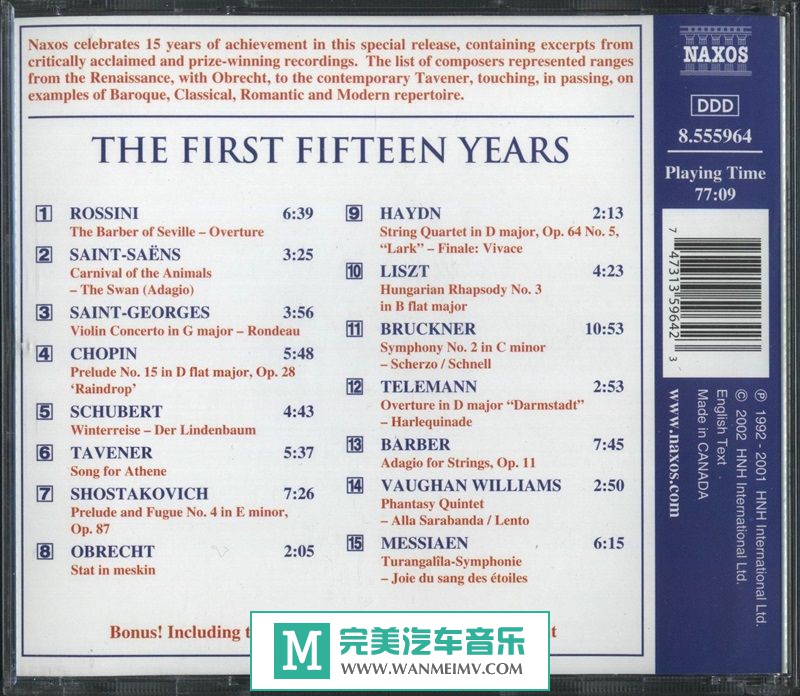 Naxos celebrates 15 years of achievement in this special release, containing excerpts from
critically acclaimed and prize-winning recordings. The list of composers represented ranges
from the Renaissance, with Obrecht, to the contemporary Tavener, touching, in passing, on
examples of Baroque, Classical, Romantic and Modern repertoire.
THE FIRST FIFTEEN YEARS
1 ROSSINI 6:39
The Barber of Seville – Overture
2 SAINT-SAËNS 3:25
Carnival of the Animals
– The Swan (Adagio)
3 SAINT-GEORGES 3:56
Violin Concerto in G major – Rondeau
4 CHOPIN 5:48
Prelude No. 15 in D flat major, Op. 28
‘Raindrop’
5 SCHUBERT 4:43
Winterreise – Der Lindenbaum
6 TAVENER 5:37
Song for Athene
7 SHOSTAKOVICH 7:26
Prelude and Fugue No. 4 in E minor,
Op. 87
8 OBRECHT 2:05
Stat in meskin
9 HAYDN 2:13
String Quartet in D major, Op. 64 No. 5,
“Lark” – Finale: Vivace
10 LISZT 4:23
Hungarian Rhapsody No. 3
in B flat major
11 BRUCKNER 10:53
Symphony No. 2 in C minor
– Scherzo / Schnell
12 TELEMANN 2:53
Overture in D major “Darmstadt”
– Harlequinade
13 BARBER 7:45
Adagio for Strings, Op. 11
14 VAUGHAN WILLIAMS 2:50
Phantasy Quintet
– Alla Sarabanda / Lento
15 MESSIAEN 6:15
Turangalîla-Symphonie
– Joie du sang des étoiles
Bonus! Including
NAXOS
DDD
8.555964
Playing Time
77:09
7 47313 59642 3
℗ 1992 - 2001 HNH International Ltd.
© 2002 HNH International Ltd.
English Text
Made in CANADA
www.naxos.com
M 完美汽车音乐
WWW.WANMEIMV.COM